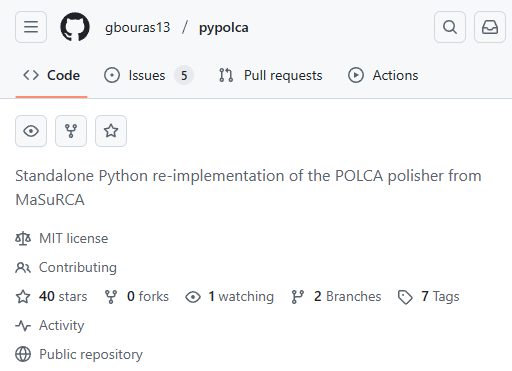 gbouras13 / pypolca
Code Issues 5 Pull requests Actions
Standalone Python re-implementation of the POLCA polisher from
MaSuRCA
MIT license
Contributing
40 stars 0 forks 1 watching 2 Branches 7 Tags
Activity
Public repository